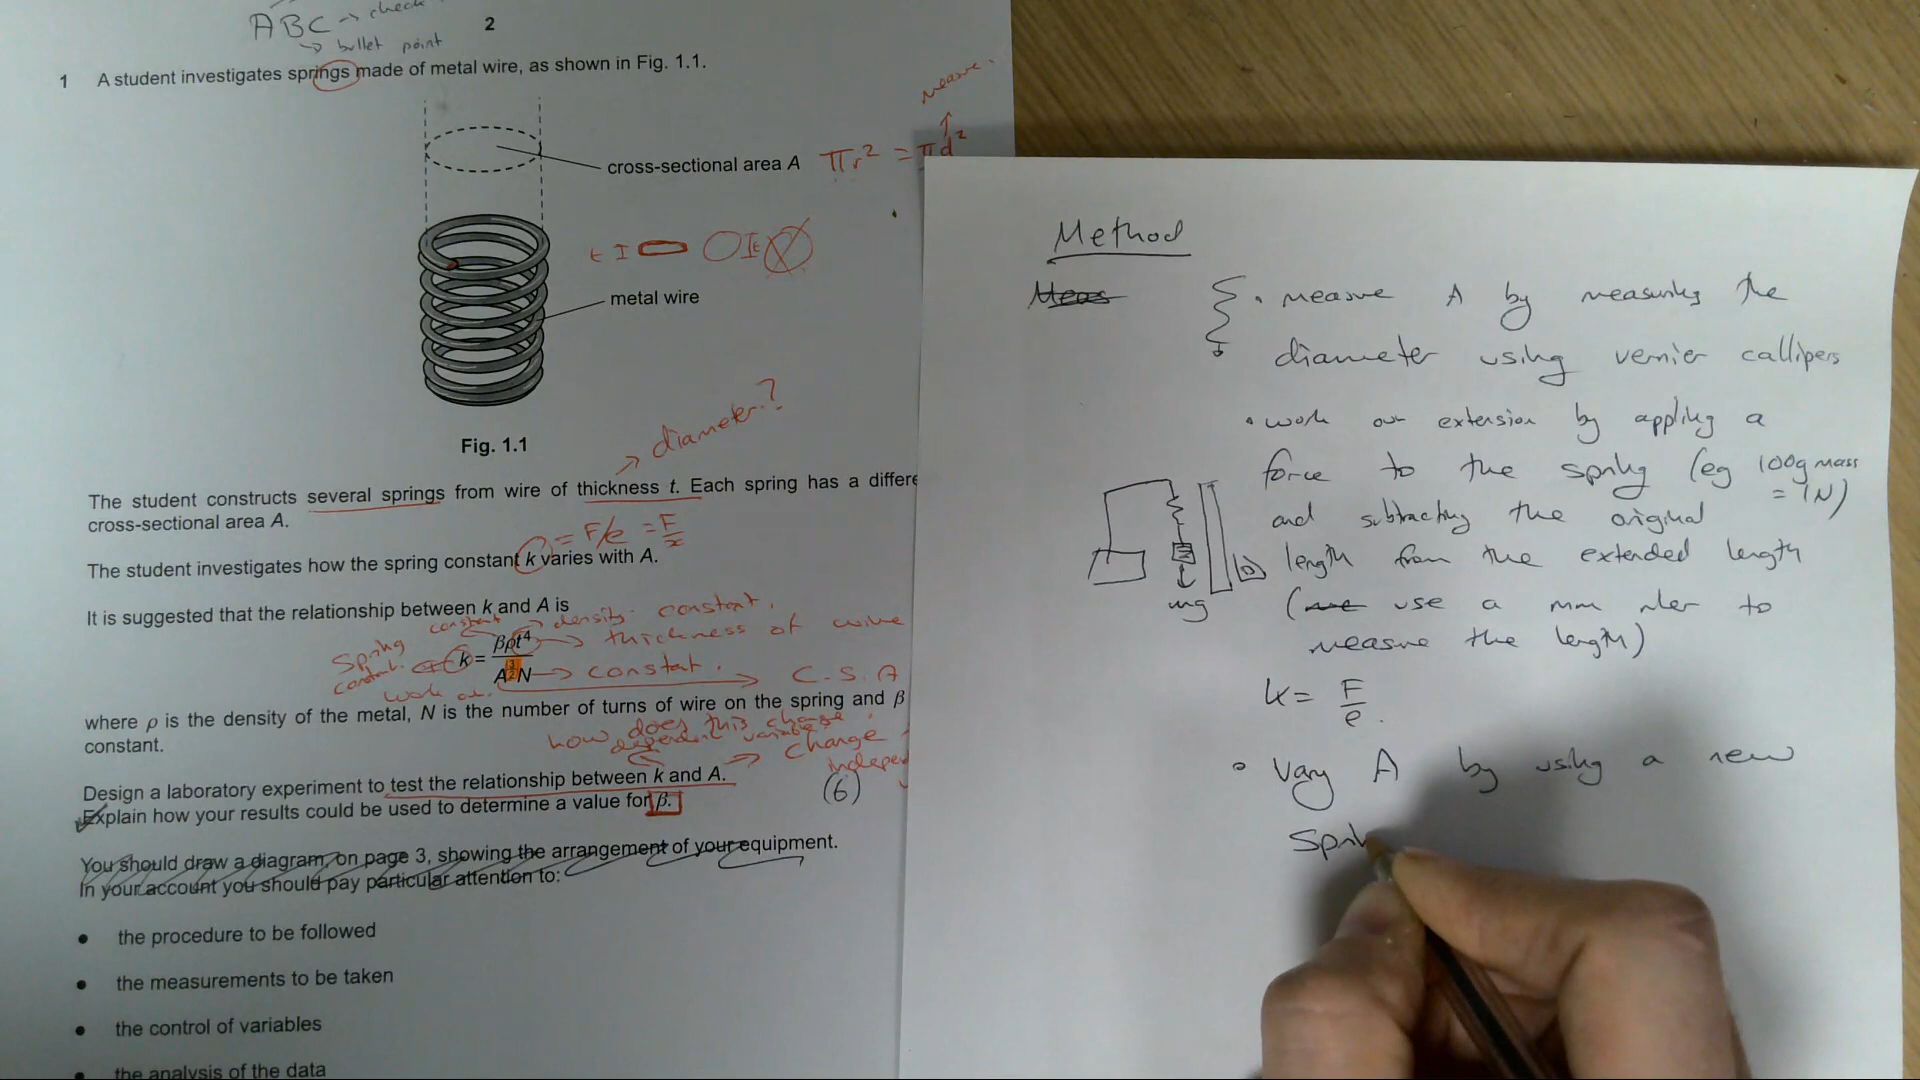 ABC → check
→ bullet point
2
1 A student investigates springs made of metal wire, as shown in Fig. 1.1.
measure.
cross-sectional area A πr² = πd²
t I
metal wire
Fig. 1.1
→ diameter?
The student constructs several springs from wire of thickness t. Each spring has a differe
cross-sectional area A.
= F/e = F/x
The student investigates how the spring constant k varies with A.
It is suggested that the relationship between k and A is
constant
density. constant.
Spring constant.
k = βρt⁴ / A^(3/2) N
→ thickness of wire
→ constant.
work out.
→ C.S.A
where ρ is the density of the metal, N is the number of turns of wire on the spring and β
constant.
how does this change
dependent variable
→ change
indepen
Design a laboratory experiment to test the relationship between k and A.
Explain how your results could be used to determine a value for β.
(6)
You should draw a diagram, on page 3, showing the arrangement of your equipment.
In your account you should pay particular attention to:
• the procedure to be followed
• the measurements to be taken
• the control of variables
• the analysis of the data
Method
Meas
• measure A by measuring the
diameter using vernier callipers
• work out extension by appling a
force to the spring (eg 100g mass
= 1N)
and subtracting the original
length from the extended length
(use a mm ruler to
measure the length)
mg
k = F/e.
• Vary A by using a new
Sprin